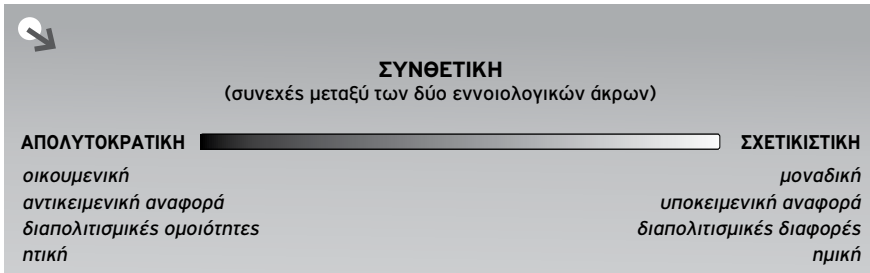 ΣΥΝΘΕΤΙΚΗ
(συνεχές μεταξύ των δύο εννοιολογικών άκρων)
ΑΠΟΛΥΤΟΚΡΑΤΙΚΗ ΣΧΕΤΙΚΙΣΤΙΚΗ
οικουμενική μοναδική
αντικειμενική αναφορά υποκειμενική αναφορά
διαπολιτισμικές ομοιότητες διαπολιτισμικές διαφορές
ητική ημική